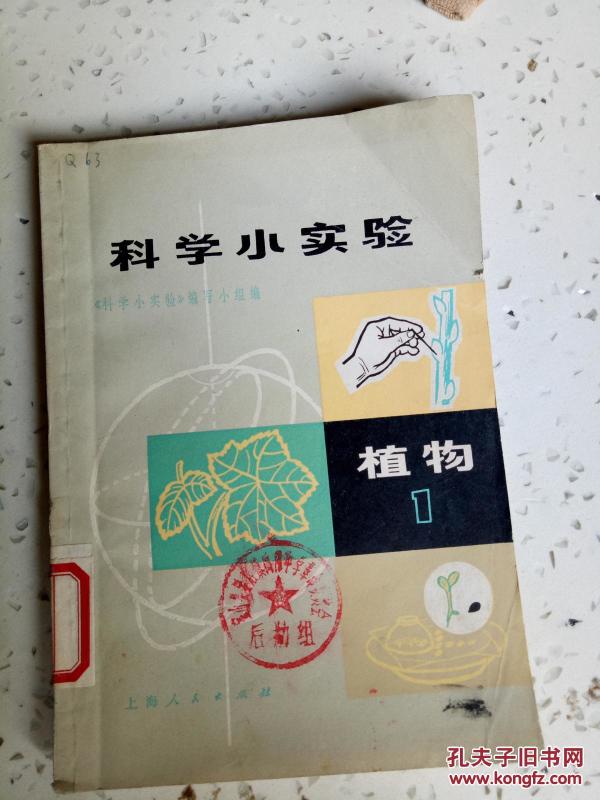 Q 63
科学小实验
《科学小实验》编写小组编
植物
1
后勤组
上海人民出版社
孔夫子旧书网
www.kongfz.com